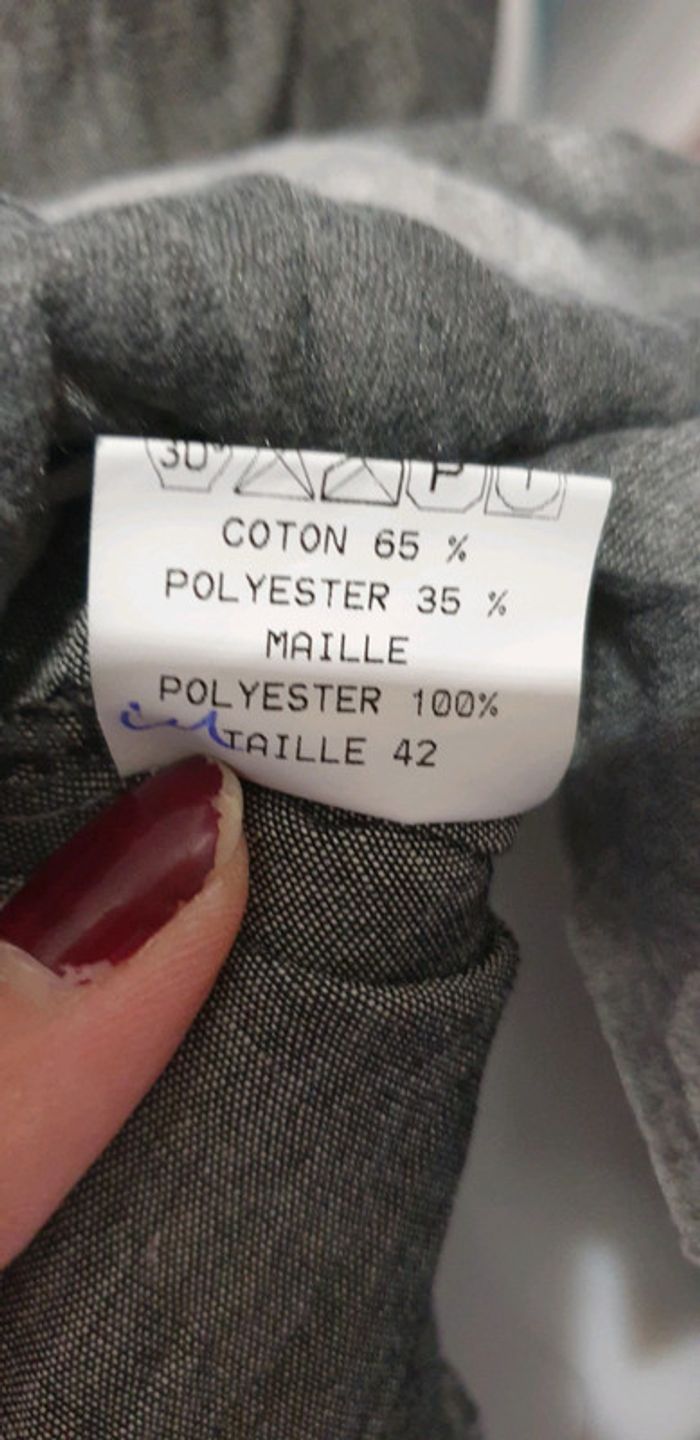 30° P
COTON 65 %
POLYESTER 35 %
MAILLE
POLYESTER 100%
TAILLE 42